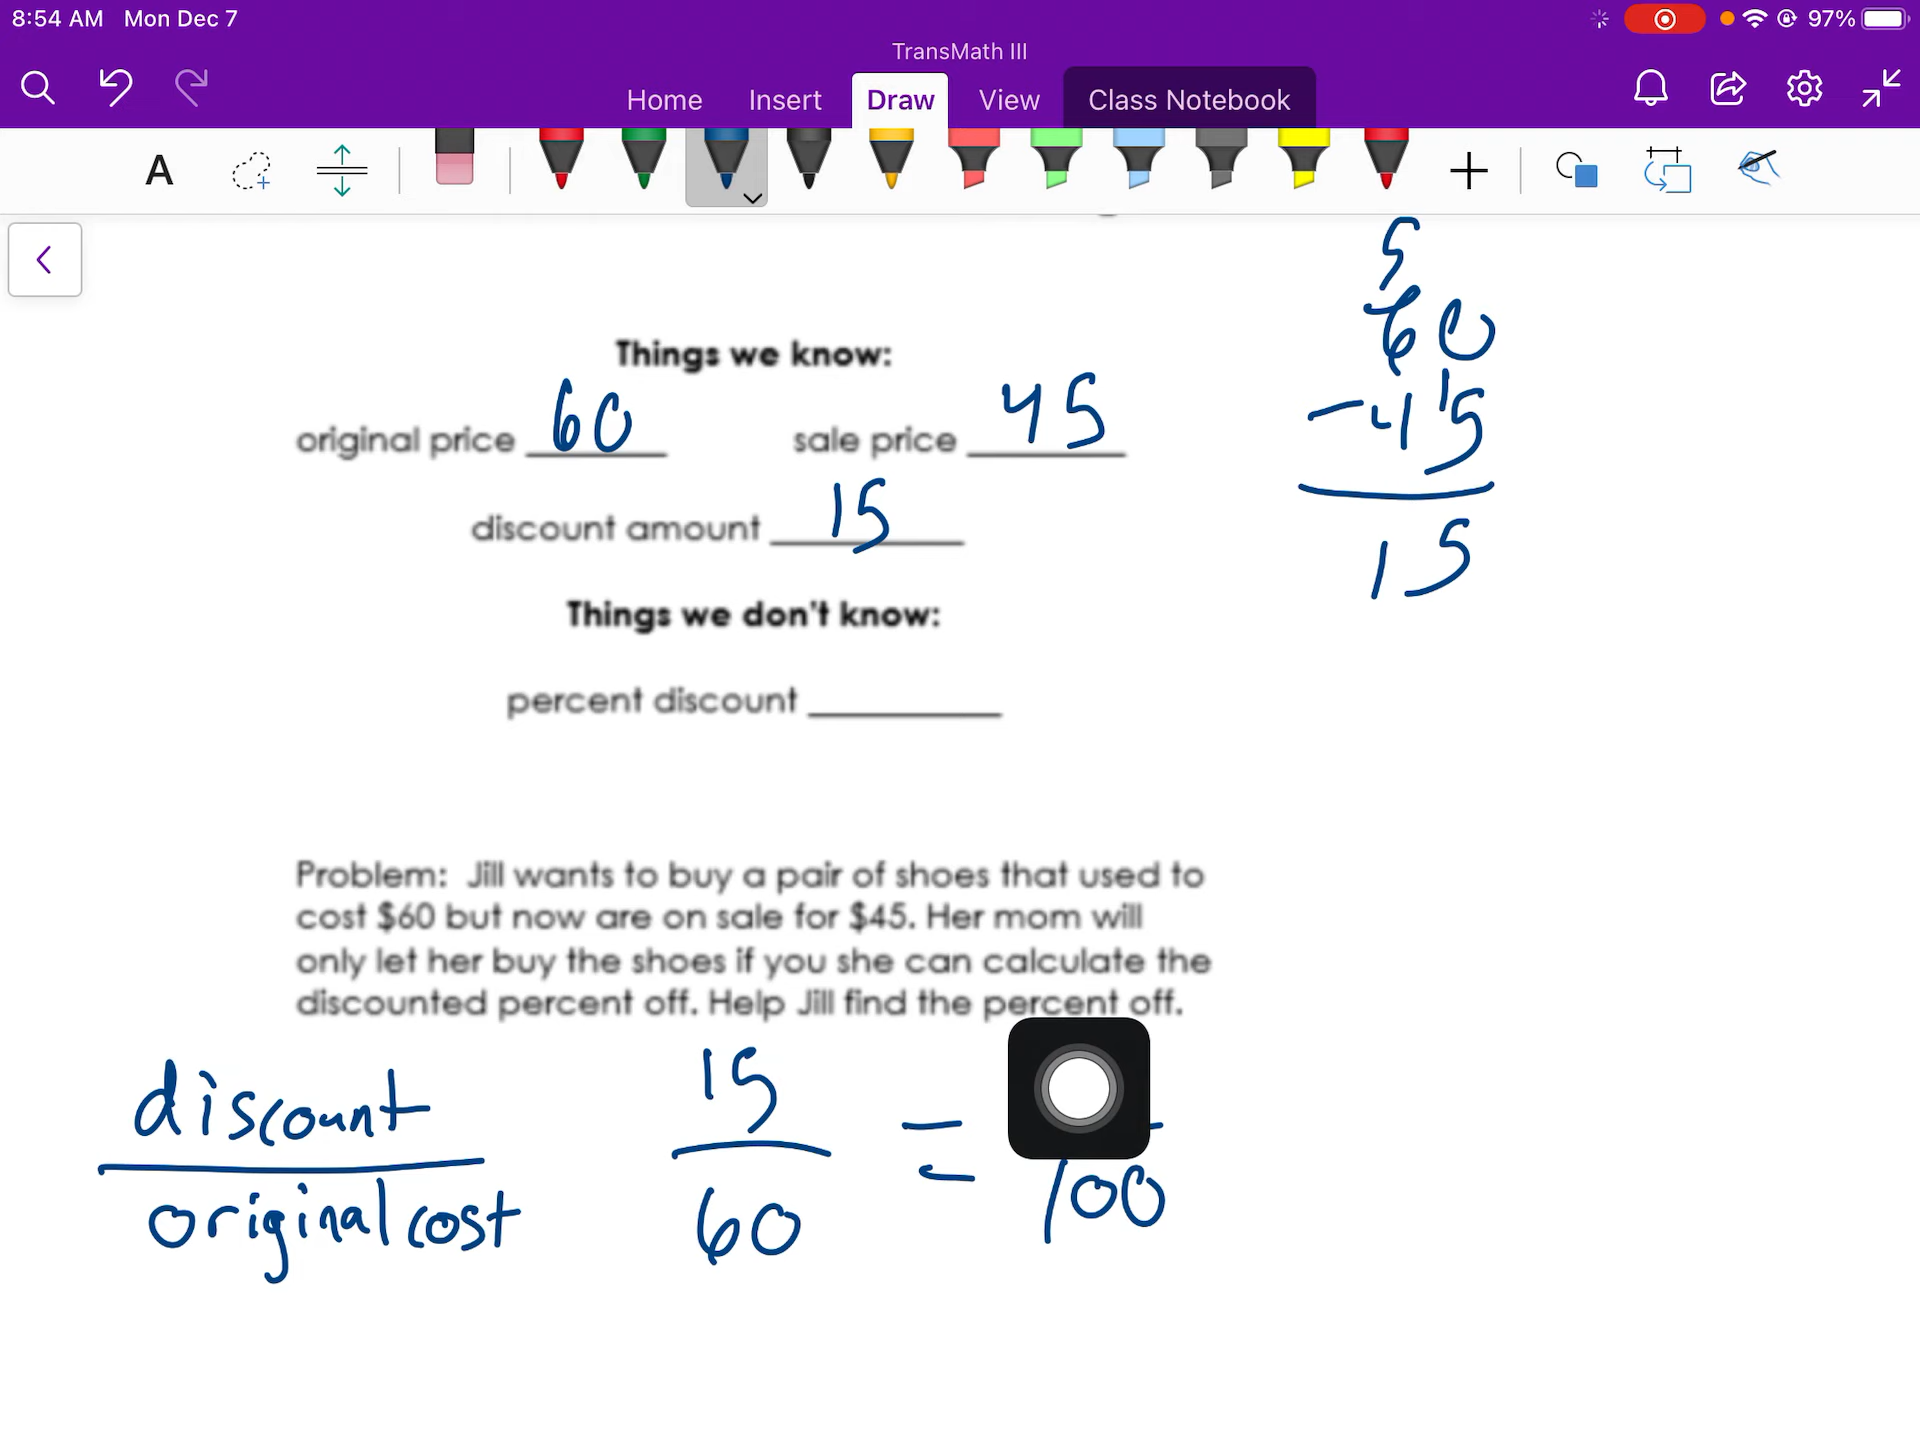 8:54 AM Mon Dec 7
97%
TransMath III
Home Insert Draw View Class Notebook
A
5
60
Things we know:
original price 60 sale price 45
- 4 1 5
discount amount 15
15
Things we don't know:
percent discount
Problem: Jill wants to buy a pair of shoes that used to
cost $60 but now are on sale for $45. Her mom will
only let her buy the shoes if you she can calculate the
discounted percent off. Help Jill find the percent off.
discount 15
=
original cost 60 100